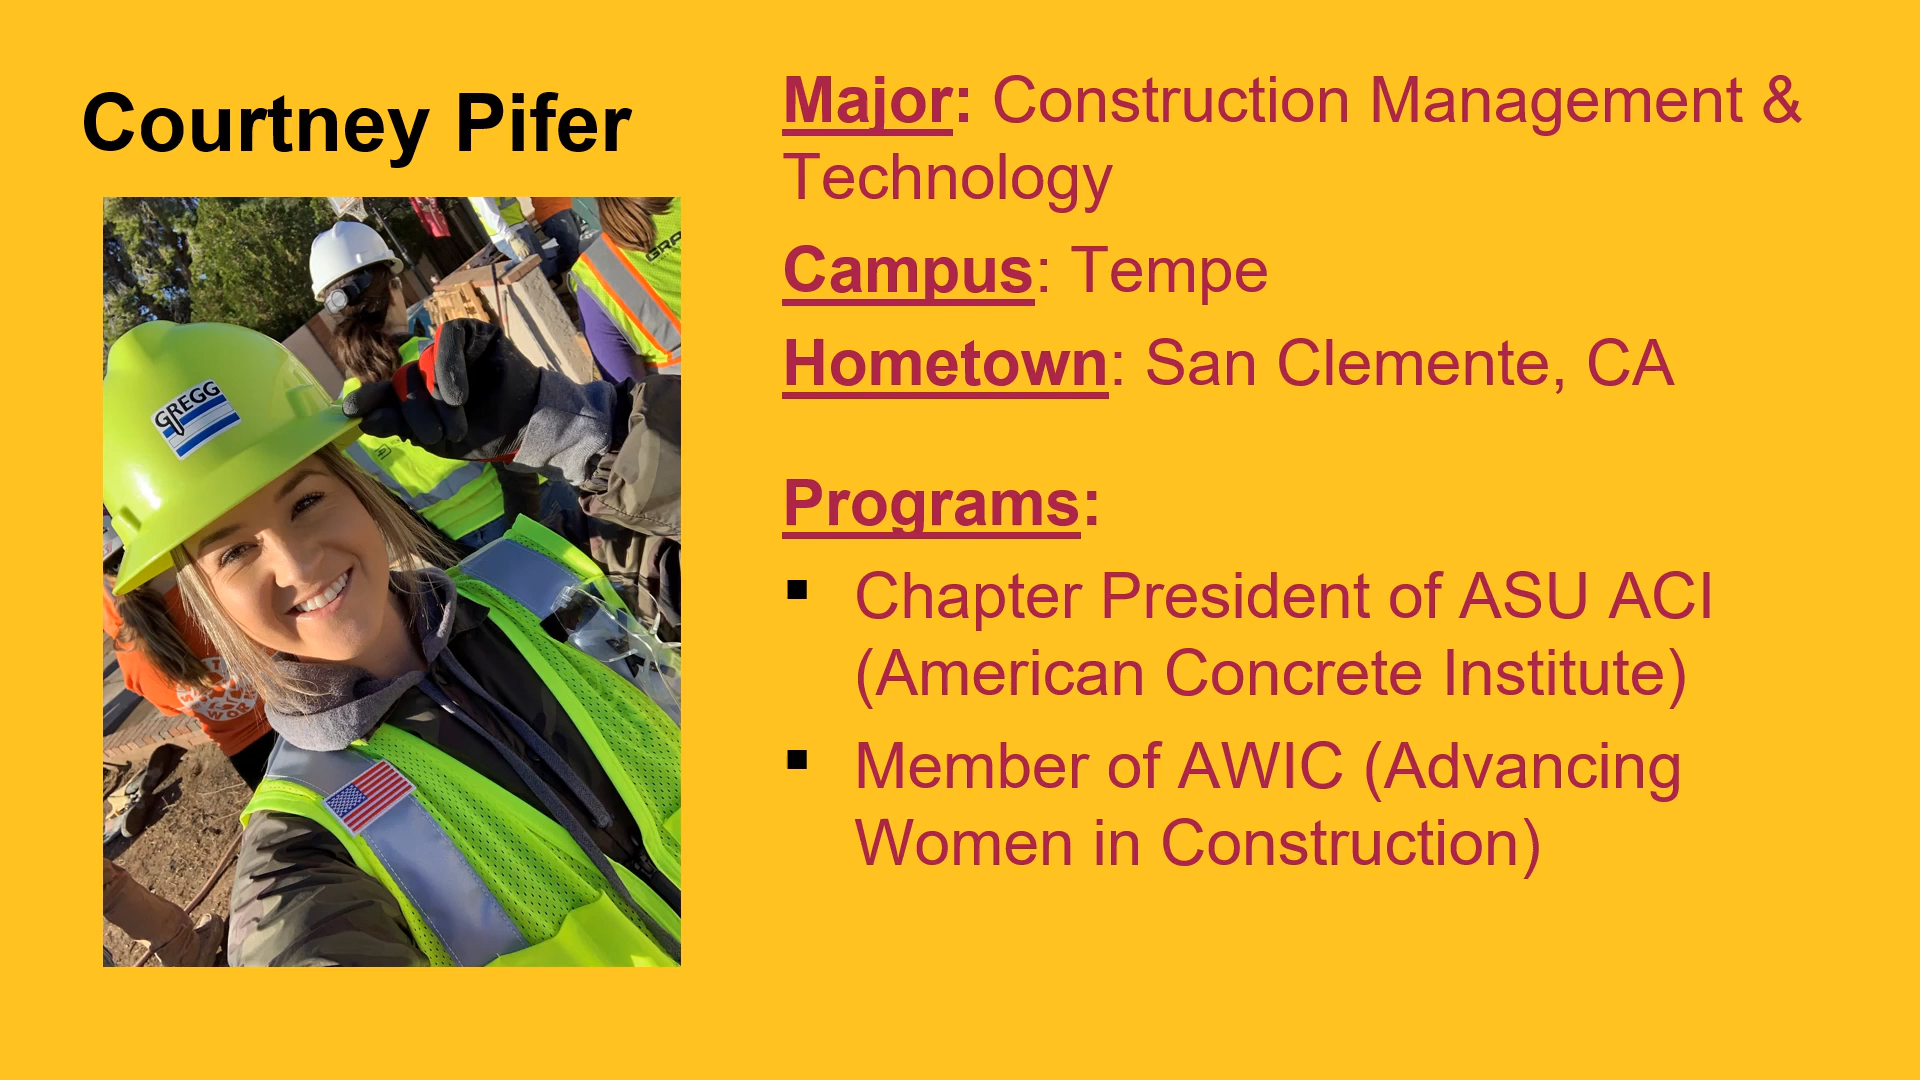 Courtney Pifer
Major: Construction Management &
Technology
Campus: Tempe
Hometown: San Clemente, CA
Programs:
▪ Chapter President of ASU ACI
(American Concrete Institute)
▪ Member of AWIC (Advancing
Women in Construction)
GREGG